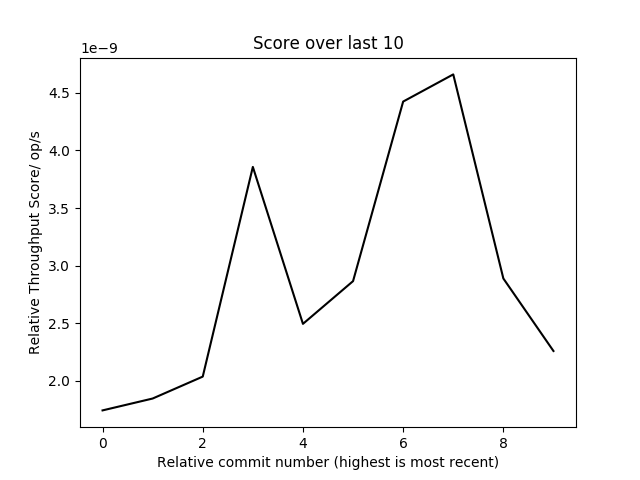 Score over last 10
1e−9
4.5
4.0
3.5
3.0
2.5
2.0
Relative Throughput Score/ op/s
0 2 4 6 8
Relative commit number (highest is most recent)